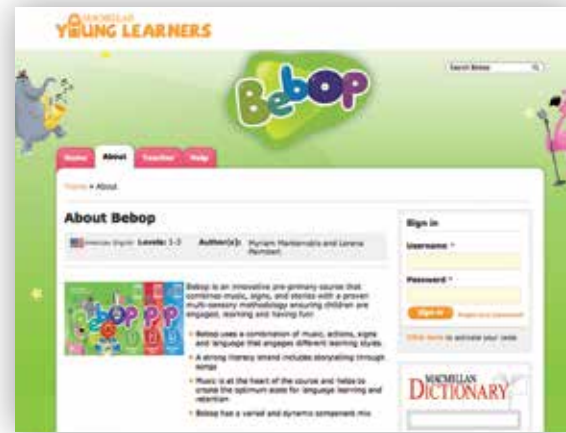 MACMILLAN
YOUNG LEARNERS
Search Bebop
Bebop
Home About Teacher Help
Home > About
About Bebop
American English Levels: 1-3 Author(s): Myriam Monterrubio and Lorena
Peimbert
Bebop is an innovative pre-primary course that
combines music, signs, and stories with a proven
multi-sensory methodology ensuring children are
engaged, learning and having fun!
Bebop uses a combination of music, actions, signs
and language that engages different learning styles
A strong literacy strand includes storytelling through
songs
Music is at the heart of the course and helps to
create the optimum state for language learning and
retention
Bebop has a varied and dynamic component mix
Sign in
Username *
Password *
Sign in
Click here to activate your code
MACMILLAN
DICTIONARY